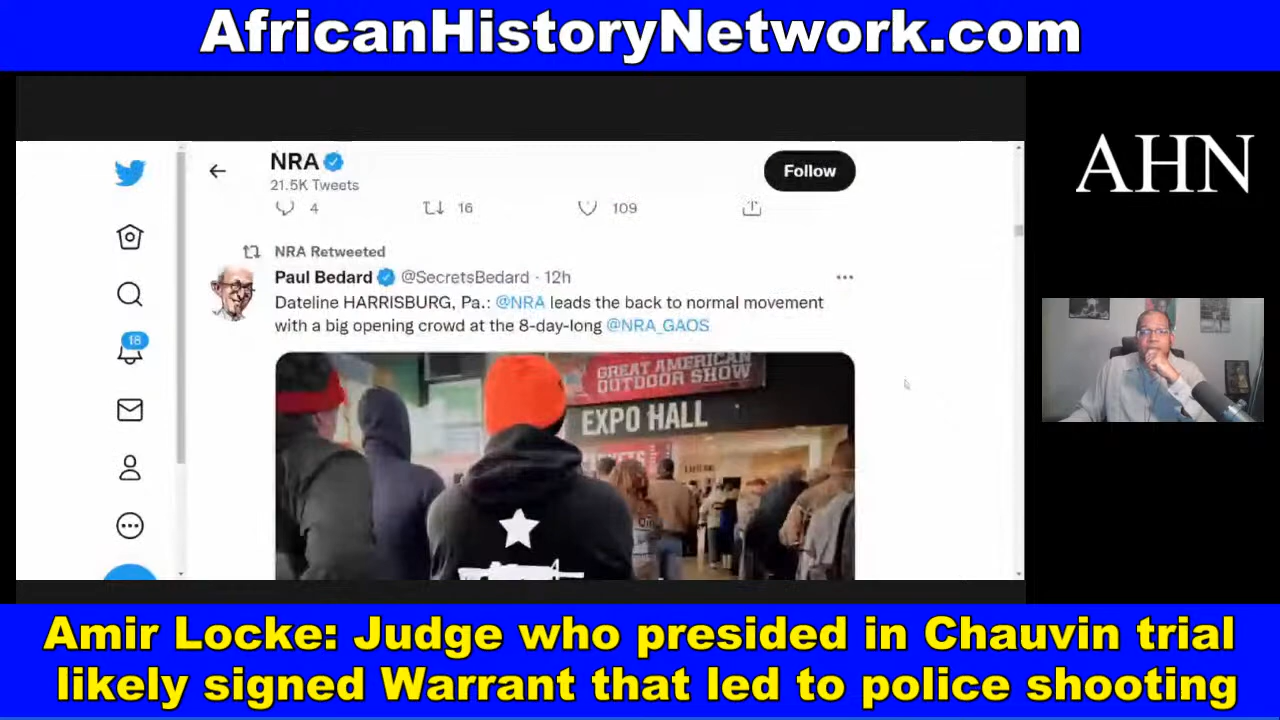 AfricanHistoryNetwork.com
AHN
NRA
21.5K Tweets
Follow
4
16
109
NRA Retweeted
Paul Bedard @SecretsBedard · 12h
Dateline HARRISBURG, Pa.: @NRA leads the back to normal movement
with a big opening crowd at the 8-day-long @NRA_GAOS
18
GREAT AMERICAN
OUTDOOR SHOW
EXPO HALL
Amir Locke: Judge who presided in Chauvin trial
likely signed Warrant that led to police shooting